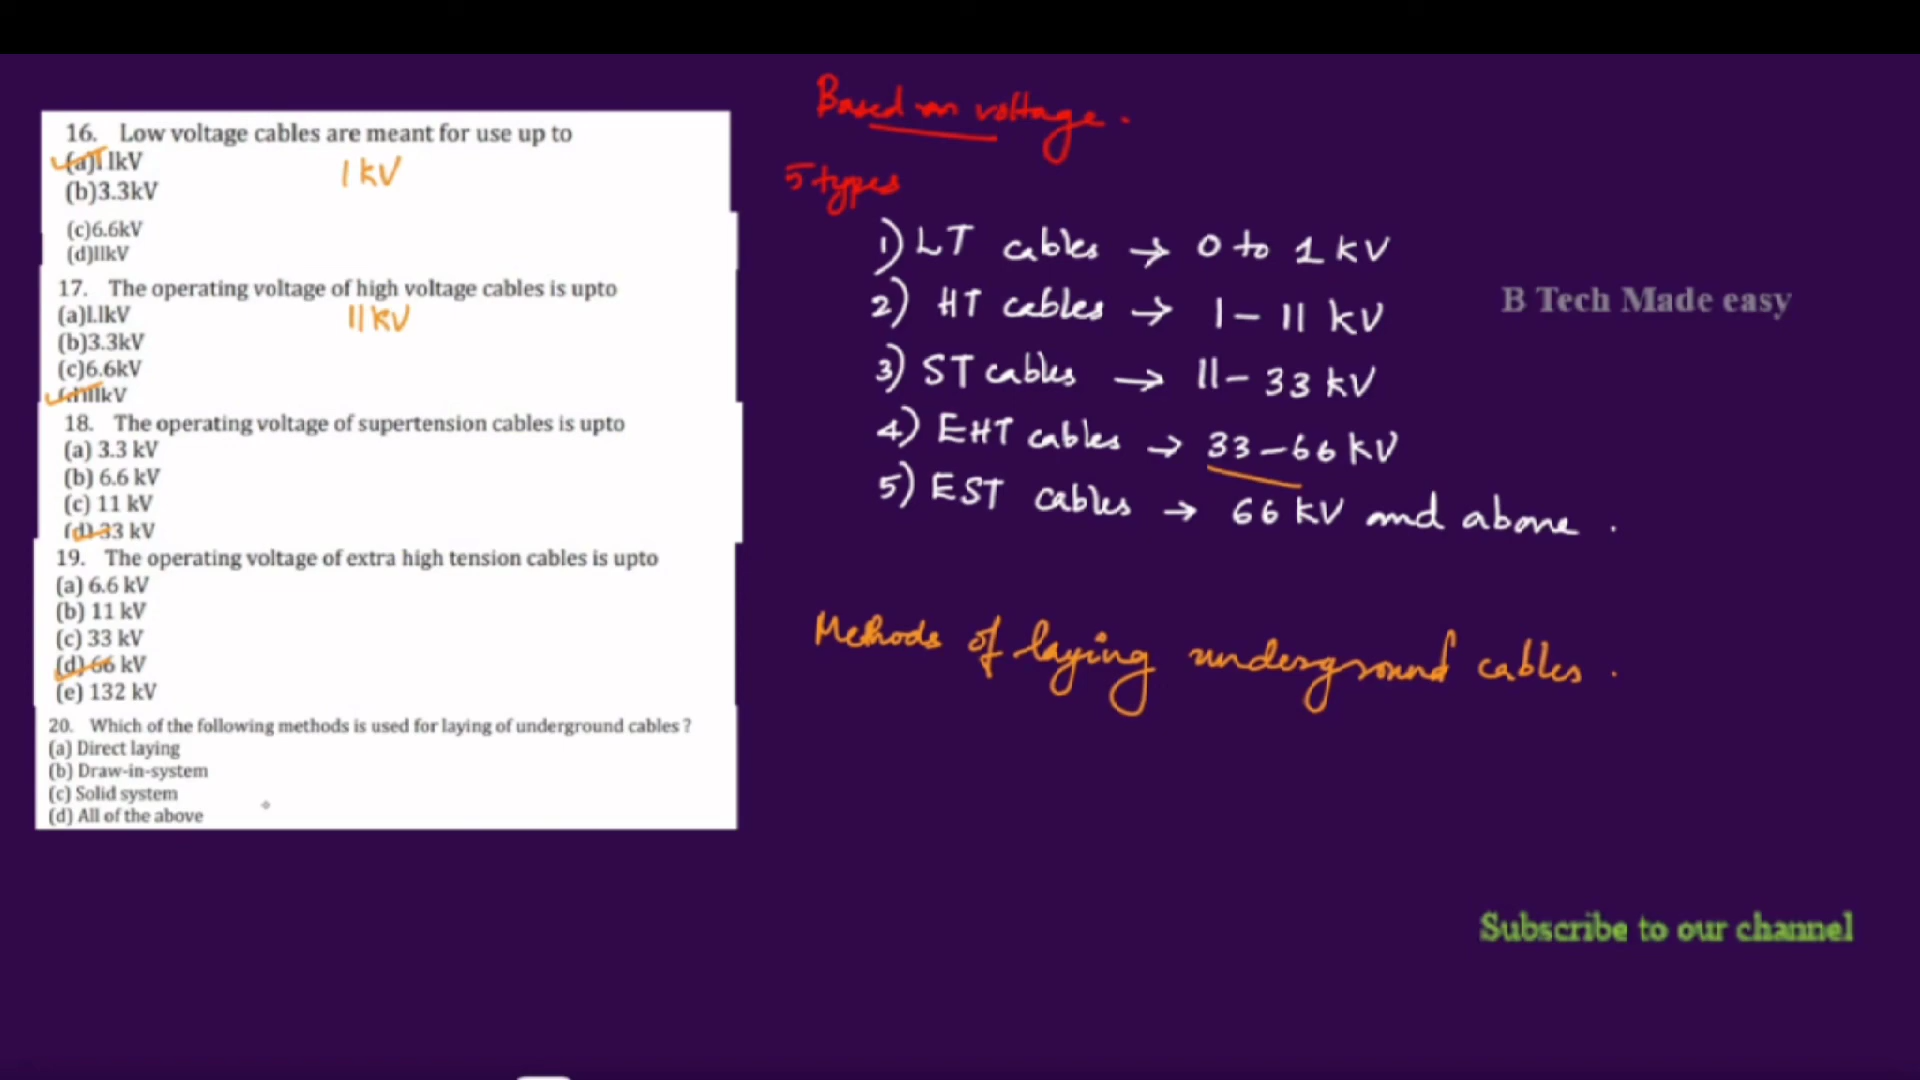 16. Low voltage cables are meant for use up to
(a)1 1kV
1 kV
(b)3.3kV
(c)6.6kV
(d)llkV
17. The operating voltage of high voltage cables is upto
(a)l.lkV
11 kV
(b)3.3kV
(c)6.6kV
(d)llkV
18. The operating voltage of supertension cables is upto
(a) 3.3 kV
(b) 6.6 kV
(c) 11 kV
(d) 33 kV
19. The operating voltage of extra high tension cables is upto
(a) 6.6 kV
(b) 11 kV
(c) 33 kV
(d) 66 kV
(e) 132 kV
20. Which of the following methods is used for laying of underground cables ?
(a) Direct laying
(b) Draw-in-system
(c) Solid system
(d) All of the above
Based on voltage.
5 types
1) LT cables → 0 to 1 kV
2) HT cables → 1 - 11 kV
3) ST cables → 11 - 33 kV
4) EHT cables → 33 - 66 kV
5) EST cables → 66 kV and above .
Methods of laying underground cables .
B Tech Made easy
Subscribe to our channel